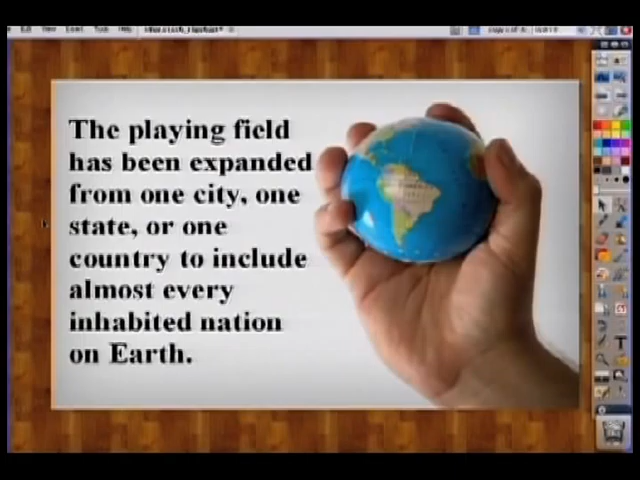 The playing field
has been expanded
from one city, one
state, or one
country to include
almost every
inhabited nation
on Earth.